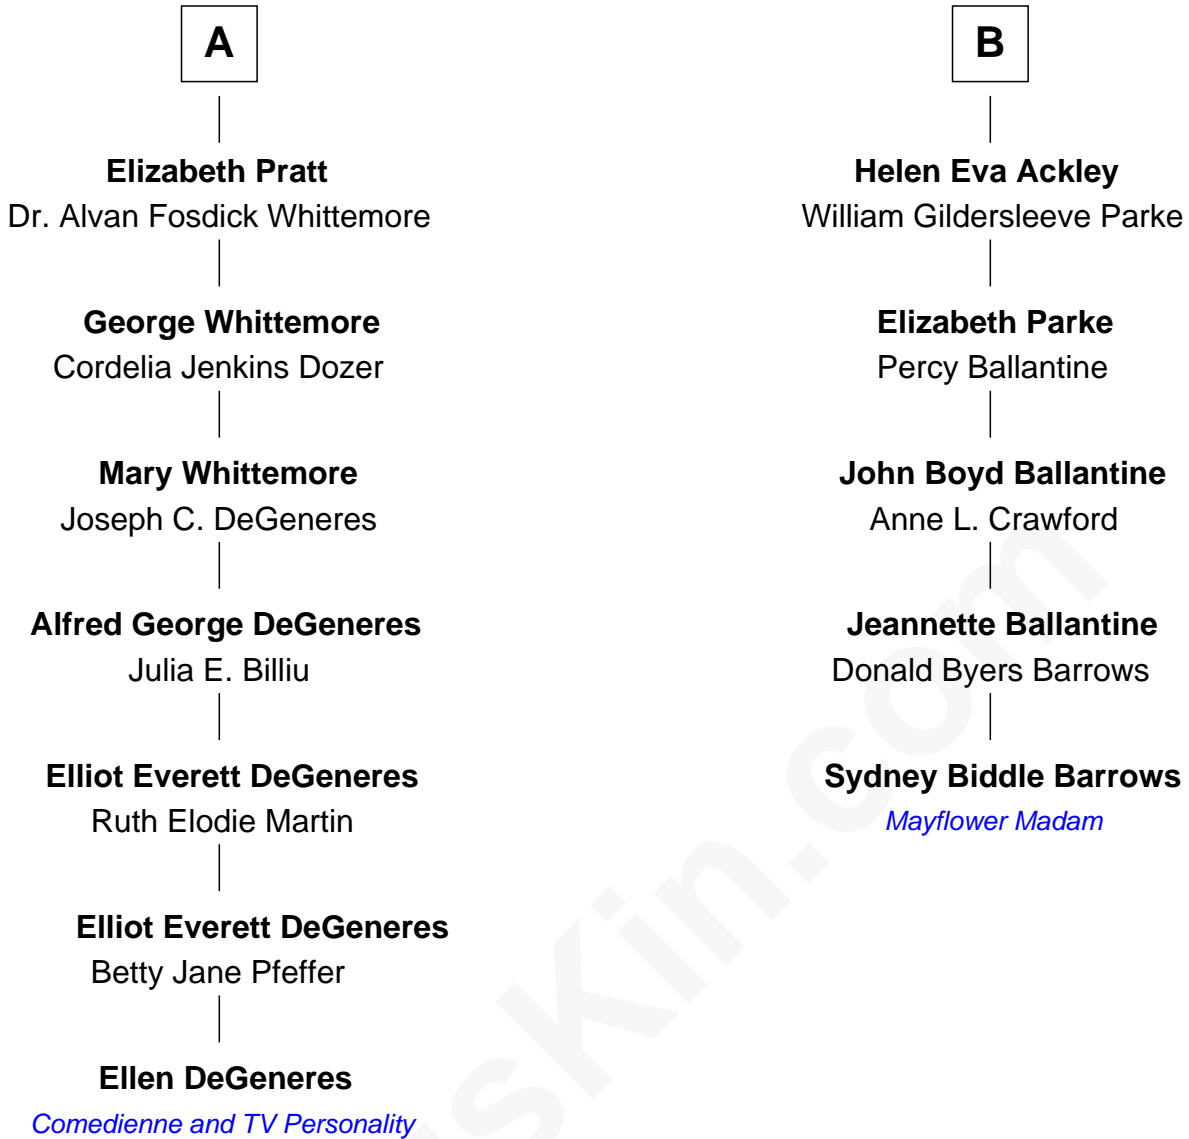 A
Elizabeth Pratt
Dr. Alvan Fosdick Whittemore
George Whittemore
Cordelia Jenkins Dozer
Mary Whittemore
Joseph C. DeGeneres
Alfred George DeGeneres
Julia E. Billiu
Elliot Everett DeGeneres
Ruth Elodie Martin
Elliot Everett DeGeneres
Betty Jane Pfeffer
Ellen DeGeneres
Comedienne and TV Personality
B
Helen Eva Ackley
William Gildersleeve Parke
Elizabeth Parke
Percy Ballantine
John Boyd Ballantine
Anne L. Crawford
Jeannette Ballantine
Donald Byers Barrows
Sydney Biddle Barrows
Mayflower Madam